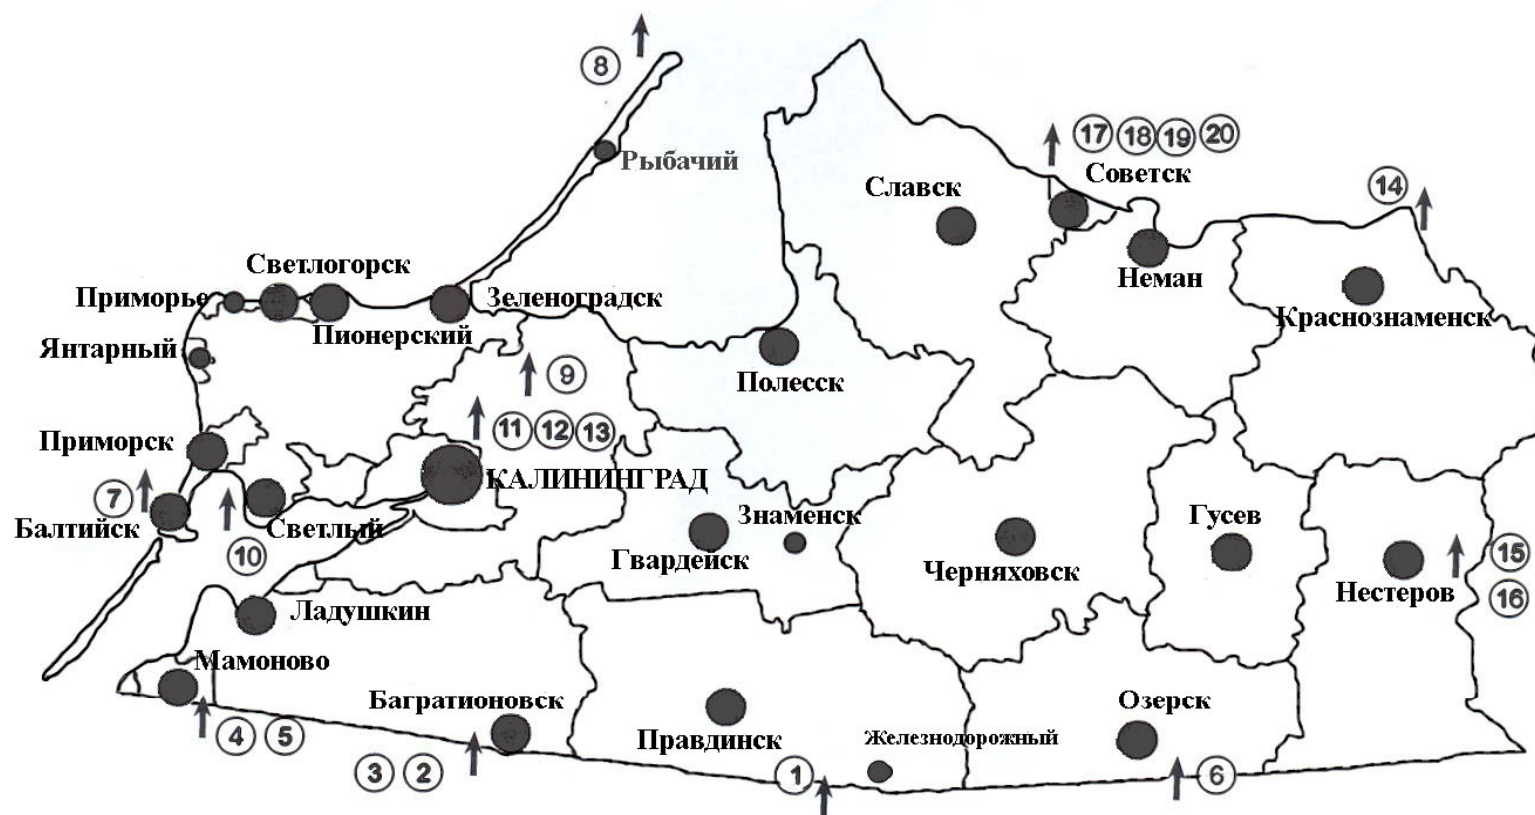 8
Рыбачий
17 18 19 20
Советск
Славск
14
Неман
Светлогорск
Приморье
Зеленоградск
Пионерский
Краснознаменск
Янтарный
9
Полесск
11 12 13
Приморск
КАЛИНИНГРАД
7
Балтийск
Светлый
10
Знаменск
Гвардейск
Гусев
Черняховск
15
Нестеров
16
Ладушкин
Мамоново
4 5
Багратионовск
3 2
Правдинск
Железнодорожный
1
Озерск
6